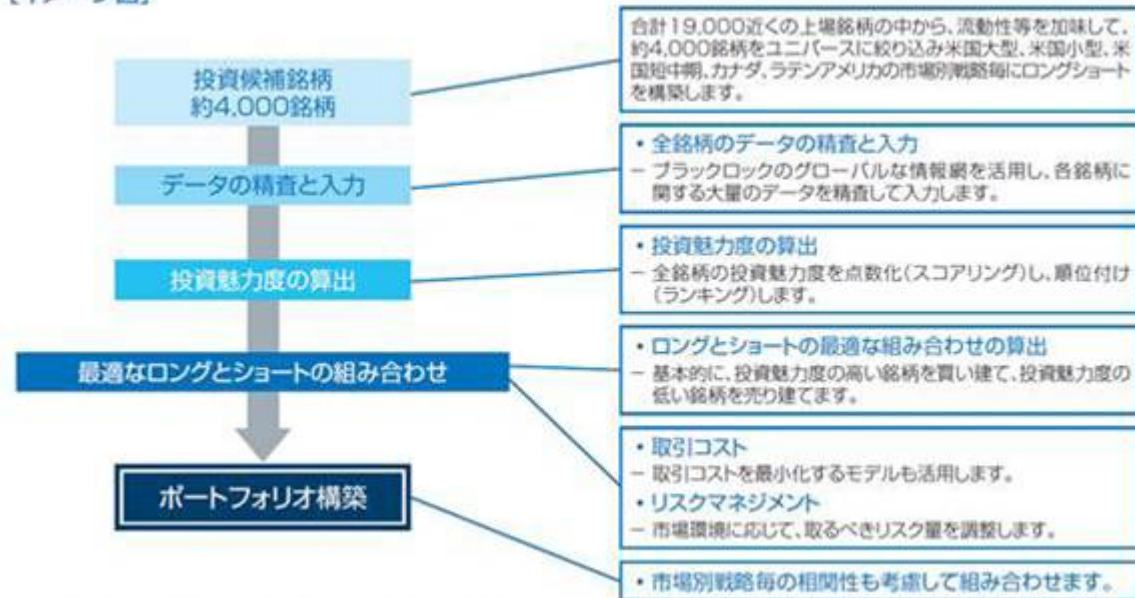 [イメージ図]
投資候補銘柄
約4,000銘柄
データの精査と入力
投資魅力度の算出
最適なロングとショートの組み合わせ
ポートフォリオ構築
合計19,000近くの上場銘柄の中から、流動性等を加味して、
約4,000銘柄をユニバースに絞り込み米国大型、米国小型、米
国短中期、カナダ、ラテンアメリカの市場別戦略毎にロングショート
を構築します。
・全銘柄のデータの精査と入力
− ブラックロックのグローバルな情報網を活用し、各銘柄に
関する大量のデータを精査して入力します。
・投資魅力度の算出
− 全銘柄の投資魅力度を点数化(スコアリング)し、順位付け
(ランキング)します。
・ロングとショートの最適な組み合わせの算出
− 基本的に、投資魅力度の高い銘柄を買い建て、投資魅力度の
低い銘柄を売り建てます。
・取引コスト
− 取引コストを最小化するモデルも活用します。
・リスクマネジメント
− 市場環境に応じて、取るべきリスク量を調整します。
・市場別戦略毎の相関性も考慮して組み合わせます。